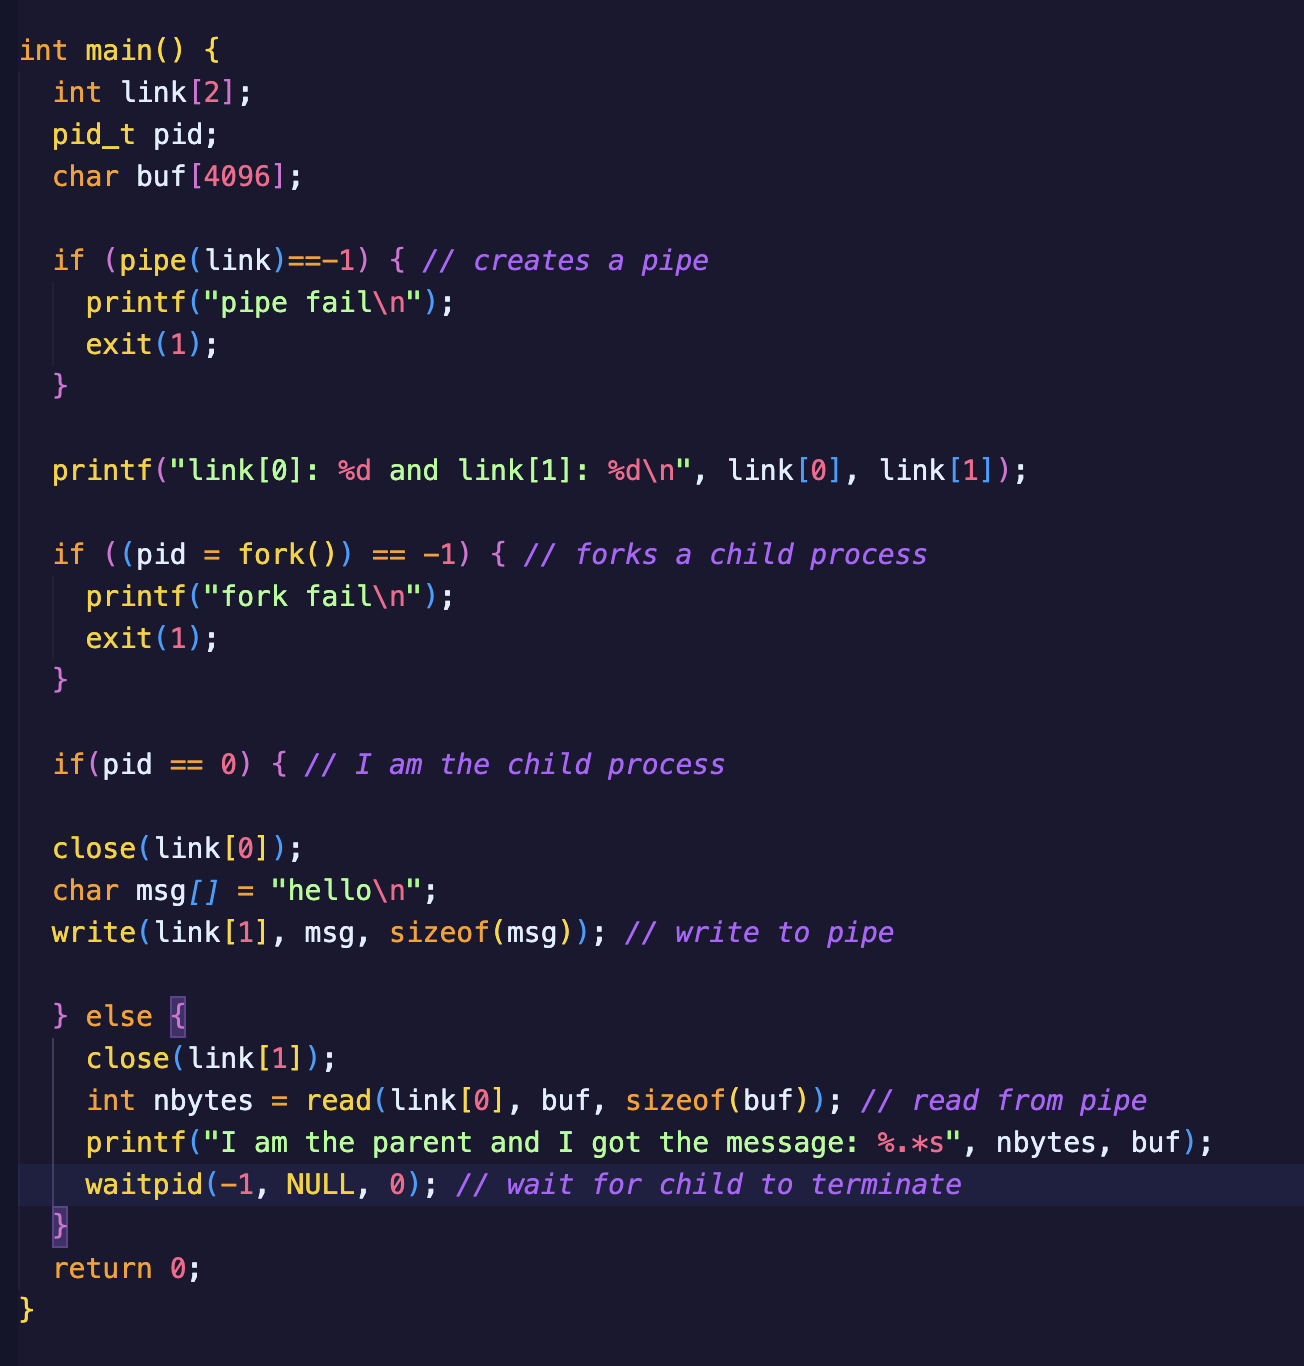 int main() {
  int link[2];
  pid_t pid;
  char buf[4096];
  if (pipe(link)==-1) { // creates a pipe
    printf("pipe fail\n");
    exit(1);
  }
  printf("link[0]: %d and link[1]: %d\n", link[0], link[1]);
  if ((pid = fork()) == -1) { // forks a child process
    printf("fork fail\n");
    exit(1);
  }
  if(pid == 0) { // I am the child process
  close(link[0]);
  char msg[] = "hello\n";
  write(link[1], msg, sizeof(msg)); // write to pipe
  } else {
    close(link[1]);
    int nbytes = read(link[0], buf, sizeof(buf)); // read from pipe
    printf("I am the parent and I got the message: %.*s", nbytes, buf);
    waitpid(-1, NULL, 0); // wait for child to terminate
  }
  return 0;
}